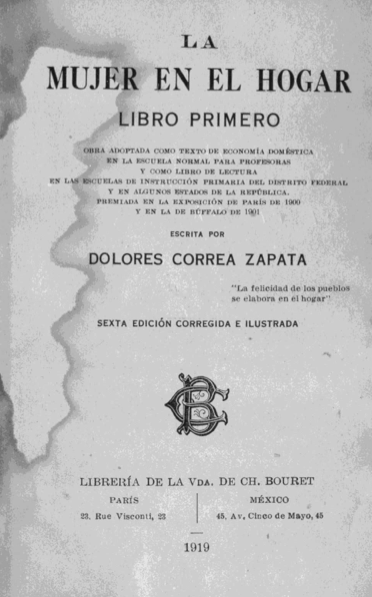 LA
MUJER EN EL HOGAR
LIBRO PRIMERO
OBRA ADOPTADA COMO TEXTO DE ECONOMÍA DOMÉSTICA
EN LA ESCUELA NORMAL PARA PROFESORAS
Y COMO LIBRO DE LECTURA
EN LAS ESCUELAS DE INSTRUCCIÓN PRIMARIA DEL DISTRITO FEDERAL
Y EN ALGUNOS ESTADOS DE LA REPÚBLICA.
PREMIADA EN LA EXPOSICIÓN DE PARÍS DE 1900
Y EN LA DE BÚFFALO DE 1901
ESCRITA POR
DOLORES CORREA ZAPATA
"La felicidad de los pueblos
se elabora en el hogar"
SEXTA EDICIÓN CORREGIDA E ILUSTRADA
CB
LIBRERÍA DE LA VDA. DE CH. BOURET
PARÍS
23, Rue Visconti, 23
MÉXICO
45, Av. Cinco de Mayo, 45
1919